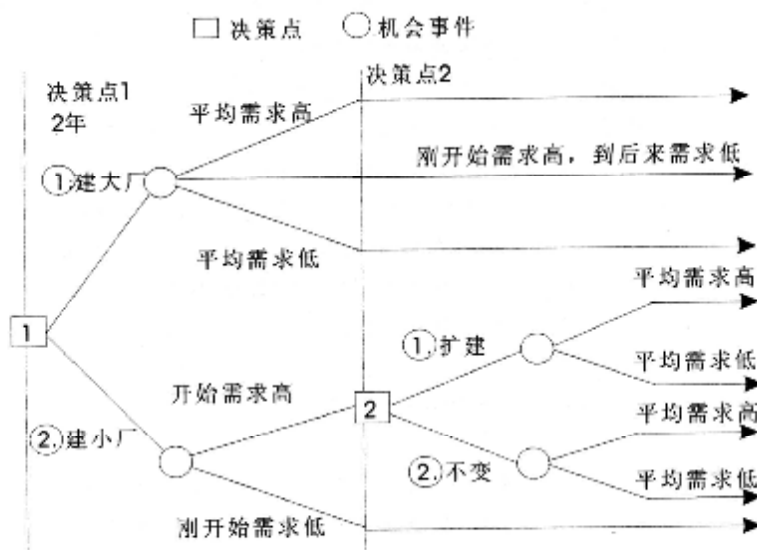 决策点 机会事件
决策点1
2年
决策点2
平均需求高
刚开始需求高，到后来需求低
①.建大厂
平均需求低
平均需求高
1
①.扩建
平均需求低
开始需求高
2
平均需求高
②.建小厂
②.不变
平均需求低
刚开始需求低